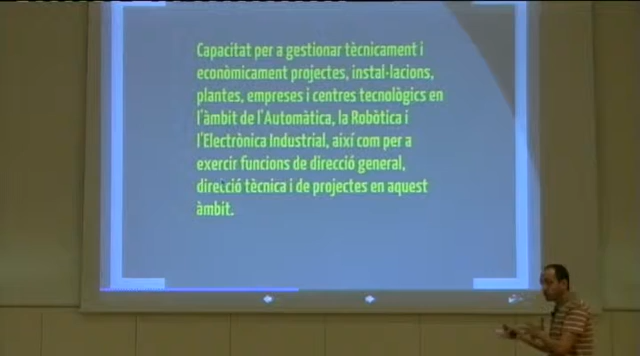 Capacitat per a gestionar tècnicament i
econòmicament projectes, instal·lacions,
plantes, empreses i centres tecnològics en
l'àmbit de l'Automàtica, la Robòtica i
l'Electrònica Industrial, així com per a
exercir funcions de direcció general,
direcció tècnica i de projectes en aquest
àmbit.